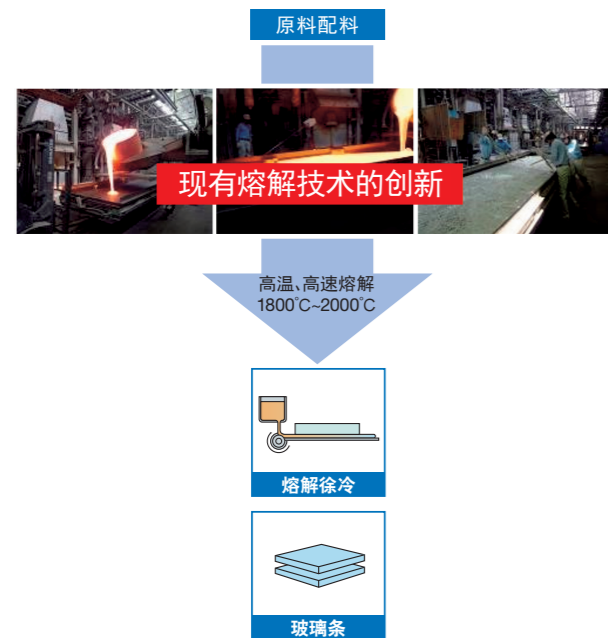 原料配料
现有熔解技术的创新
高温、高速熔解
1800℃~2000℃
熔解徐冷
玻璃条